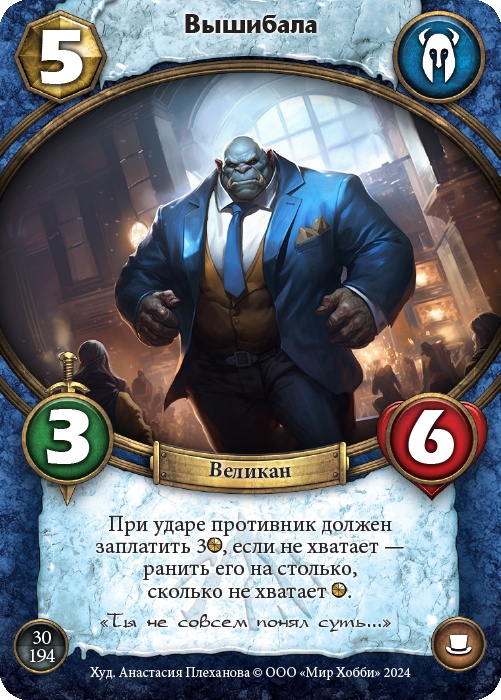 Вышибала
5
3
6
Великан
При ударе противник должен
заплатить 3, если не хватает —
ранить его на столько,
сколько не хватает .
«Ты не совсем понял суть...»
30
194
Худ. Анастасия Плеханова © ООО «Мир Хобби» 2024